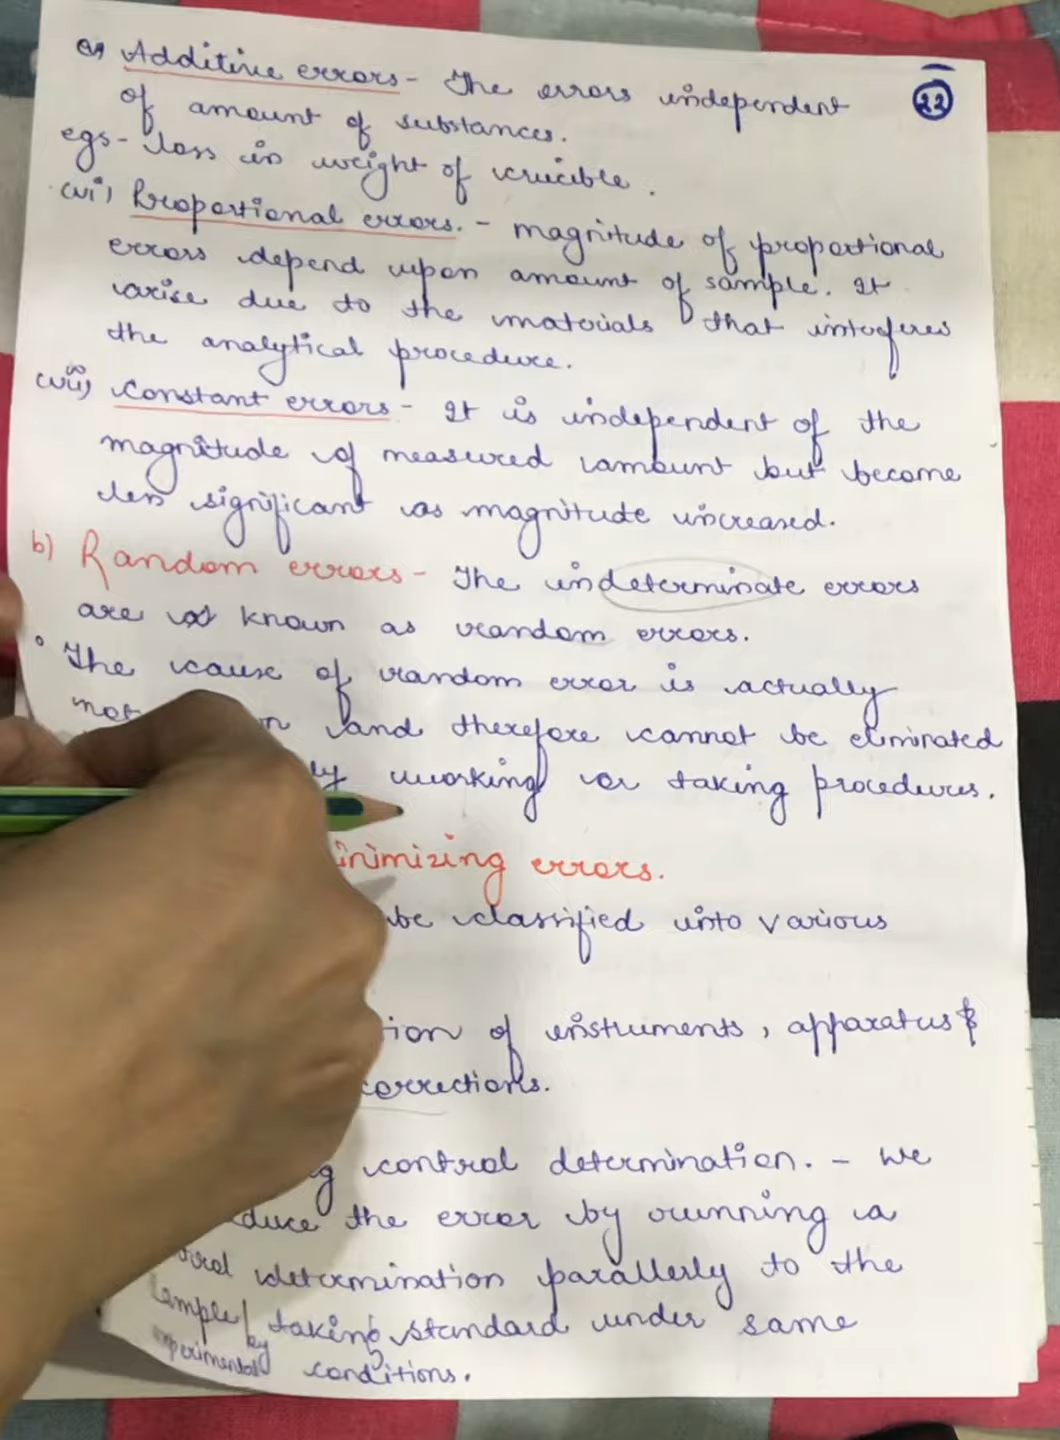 e) Additive errors - The errors independent
22
of amount of substances.
egs - loss in weight of crucible.
(vi) Proportional errors. - magnitude of proportional
errors depend upon amount of sample. It
arise due to the materials that interferes
the analytical procedure.
(vii) Constant errors - It is independent of the
magnitude of measured amount but become
less significant as magnitude increased.
b) Random errors - The indeterminate errors
are known as random errors.
• The cause of random error is actually
not and therefore cannot be eliminated
ly working or taking procedures.
inimizing errors.
be classified into various
tion of instruments, apparatus &
corrections.
g control determination. - we
duce the error by running a
trol determination parallerly to the
sample/by taking standard under same
experimental conditions.